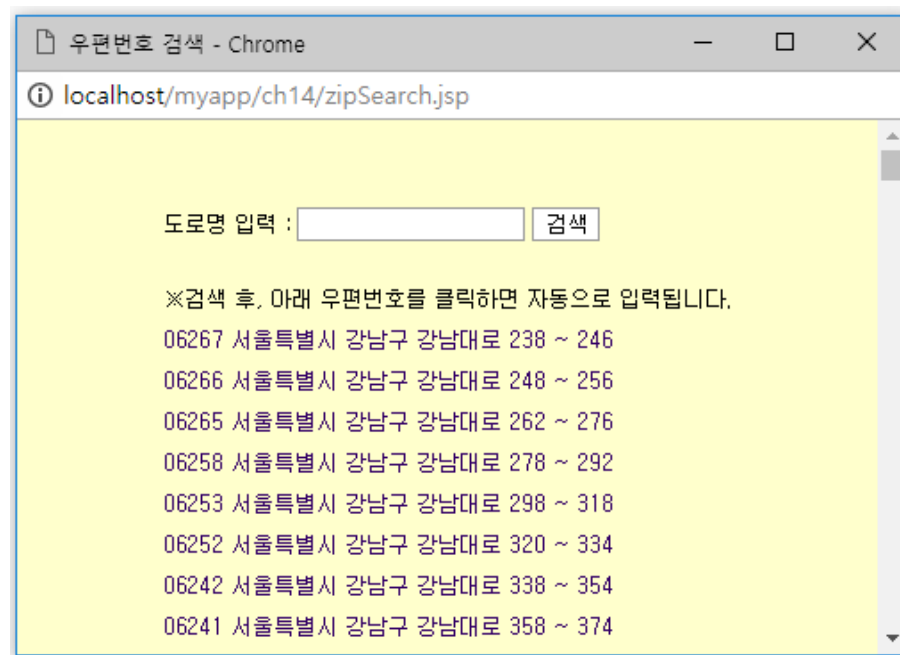 우편번호 검색 - Chrome
localhost/myapp/ch14/zipSearch.jsp
도로명 입력 : 검색
※검색 후, 아래 우편번호를 클릭하면 자동으로 입력됩니다.
06267 서울특별시 강남구 강남대로 238 ~ 246
06266 서울특별시 강남구 강남대로 248 ~ 256
06265 서울특별시 강남구 강남대로 262 ~ 276
06258 서울특별시 강남구 강남대로 278 ~ 292
06253 서울특별시 강남구 강남대로 298 ~ 318
06252 서울특별시 강남구 강남대로 320 ~ 334
06242 서울특별시 강남구 강남대로 338 ~ 354
06241 서울특별시 강남구 강남대로 358 ~ 374